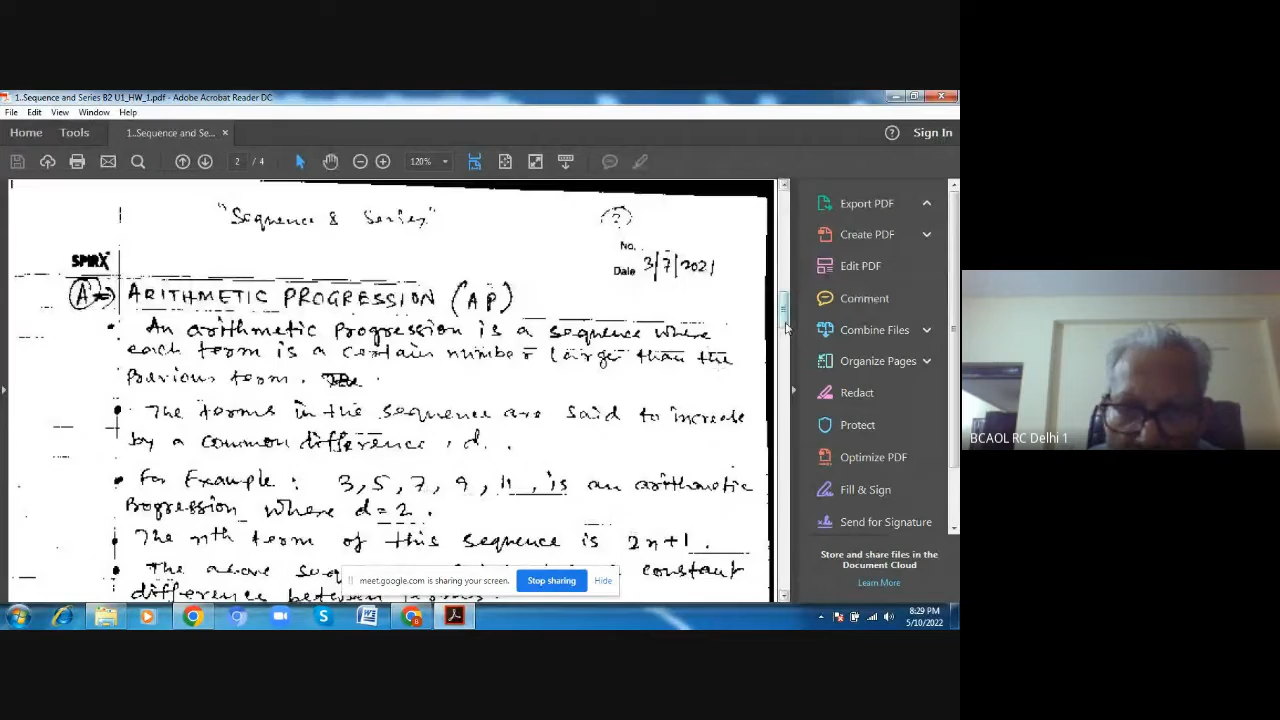 1..Sequence and Series B2 U1_HW_1.pdf - Adobe Acrobat Reader DC
File Edit View Window Help
Home Tools 1..Sequence and Se... × Sign In
2 / 4 120%
"Sequence & Series"
No.
SPIRX Date 3/7/2021
A ⇒ ARITHMETIC PROGRESSION (AP)
• An arithmetic progression is a sequence where
each term is a certain number larger than the
Previous term.
• The terms in the sequence are said to increase
by a common difference, d.
• For Example: 3, 5, 7, 9, 11, is an arithmetic
Progression where d=2.
• The nth term of this sequence is 2n+1.
• The above constant
difference between
meet.google.com is sharing your screen. Stop sharing Hide
Export PDF
Create PDF
Edit PDF
Comment
Combine Files
Organize Pages
Redact
Protect
Optimize PDF
Fill & Sign
Send for Signature
Store and share files in the
Document Cloud
Learn More
8:29 PM
5/10/2022
BCAOL RC Delhi 1